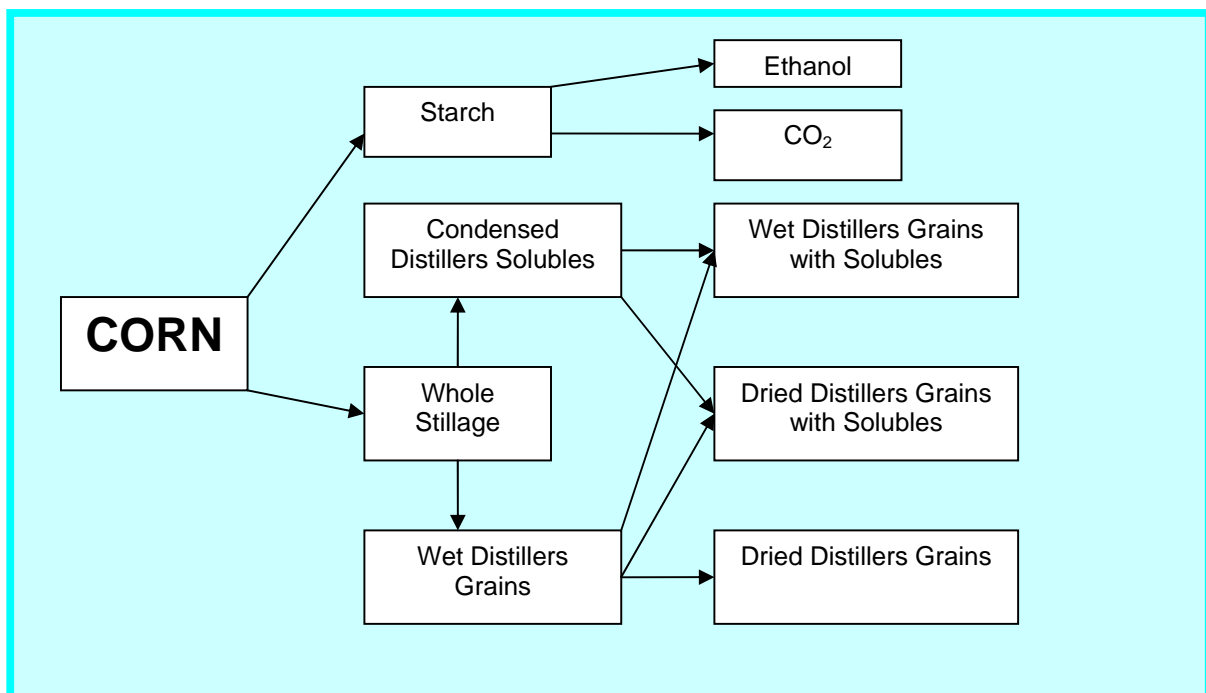 Ethanol
Starch
CO₂
Condensed
Distillers Solubles
Wet Distillers Grains
with Solubles
CORN
Whole
Stillage
Dried Distillers Grains
with Solubles
Wet Distillers
Grains
Dried Distillers Grains